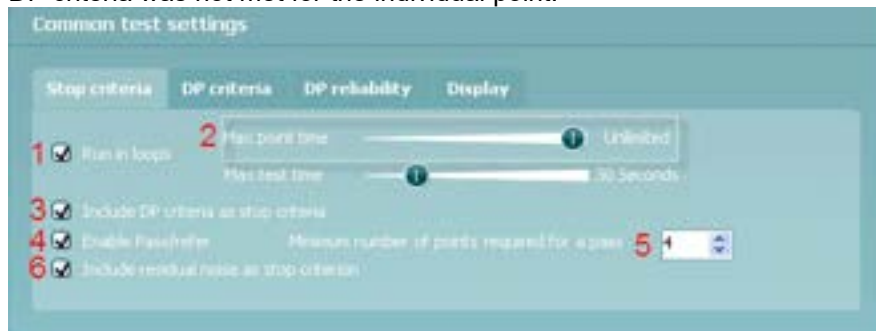 DP criteria was not met for the individual point.
Common test settings
Stop criteria DP criteria DP reliability Display
1 Run in loops
2 Max point time Unlimited
Max test time 30 Seconds
3 Include DP criteria as stop criteria
4 Enable Pass/refer Minimum number of points required for a pass 5 4
6 Include residual noise as stop criterion